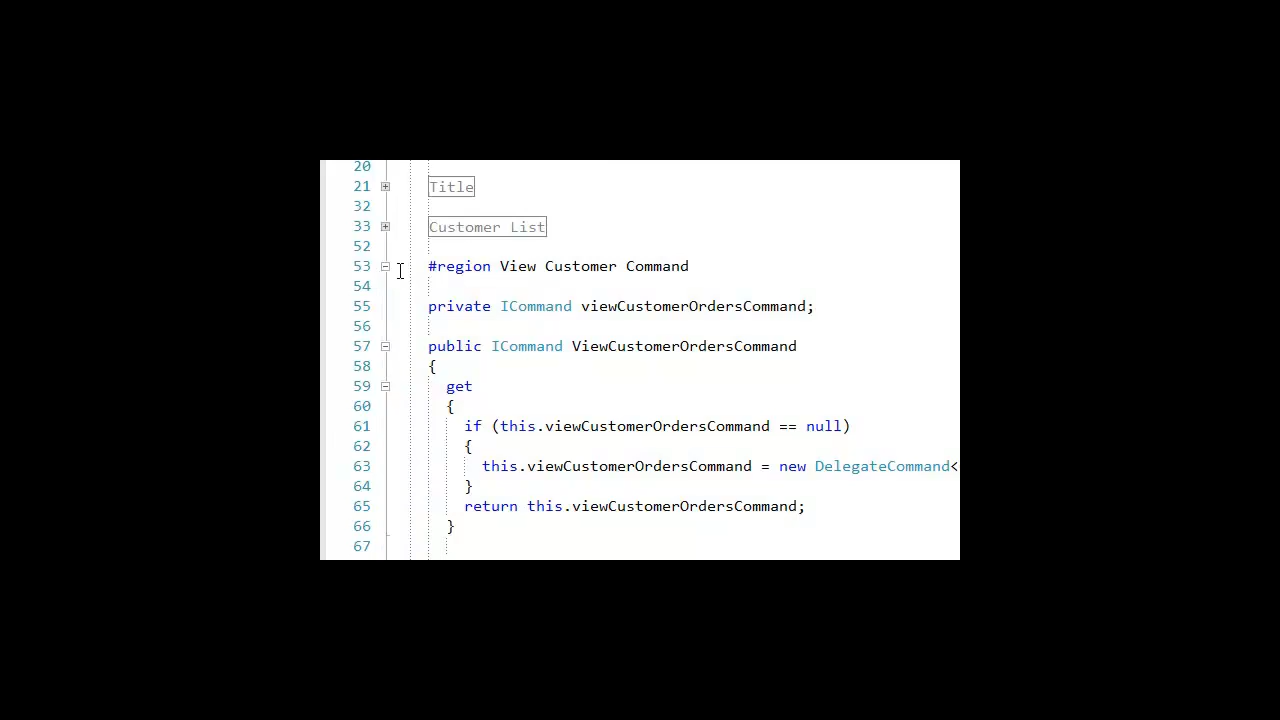 20
21 Title
32
33 Customer List
52
53 #region View Customer Command
54
55 private ICommand viewCustomerOrdersCommand;
56
57 public ICommand ViewCustomerOrdersCommand
58 {
59 get
60 {
61 if (this.viewCustomerOrdersCommand == null)
62 {
63 this.viewCustomerOrdersCommand = new DelegateCommand<
64 }
65 return this.viewCustomerOrdersCommand;
66 }
67